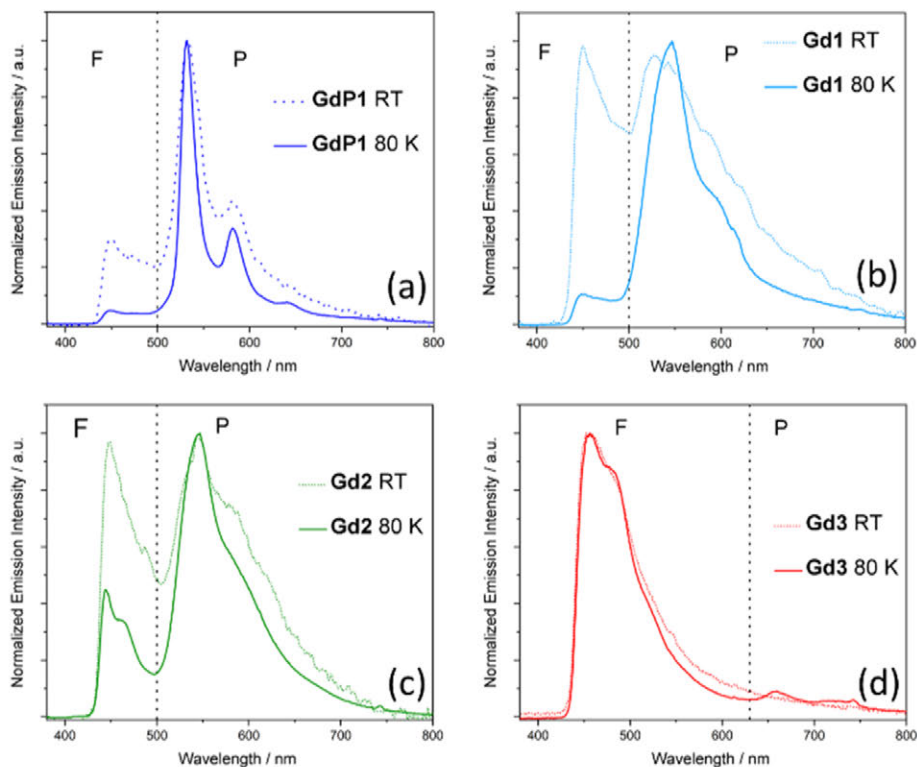 F
P
GdP1 RT
GdP1 80 K
(a)
Normalized Emission Intensity / a.u.
400 500 600 700 800
Wavelength / nm
F
P
Gd1 RT
Gd1 80 K
(b)
Normalized Emission Intensity / a.u.
400 500 600 700 800
Wavelength / nm
F
P
Gd2 RT
Gd2 80 K
(c)
Normalized Emission Intensity / a.u.
400 500 600 700 800
Wavelength / nm
F
P
Gd3 RT
Gd3 80 K
(d)
Normalized Emission Intensity / a.u.
400 500 600 700 800
Wavelength / nm